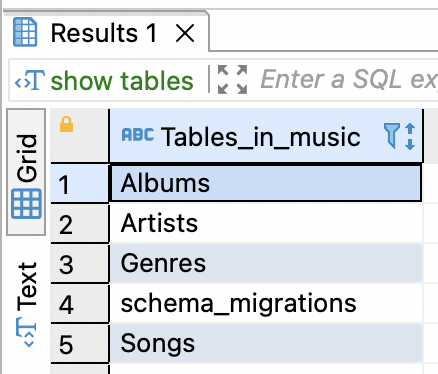 Results 1
show tables
Enter a SQL ex
Grid
Text
ABC Tables_in_music
1 Albums
2 Artists
3 Genres
4 schema_migrations
5 Songs